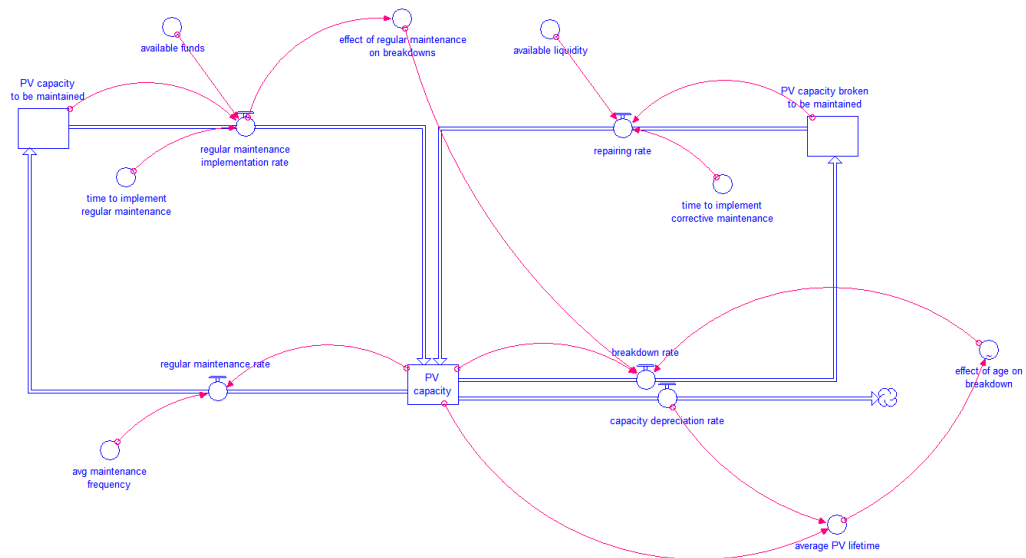 available funds
effect of regular maintenance
on breakdowns
available liquidity
PV capacity
to be maintained
PV capacity broken
to be maintained
regular maintenance
implementation rate
repairing rate
time to implement
regular maintenance
time to implement
corrective maintenance
regular maintenance rate
breakdown rate
PV
capacity
effect of age on
breakdown
capacity depreciation rate
avg maintenance
frequency
average PV lifetime